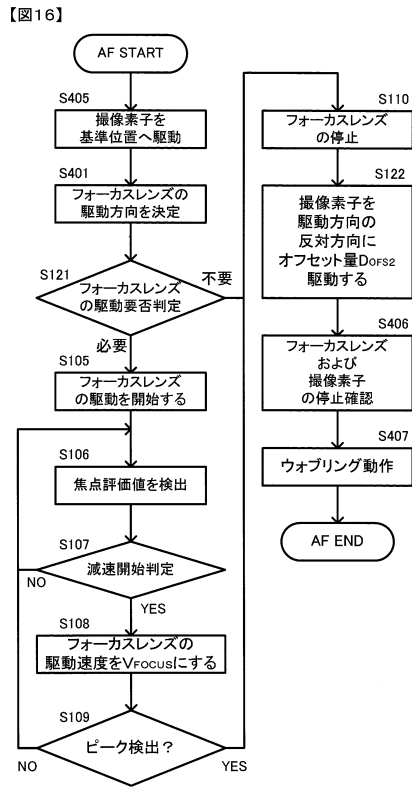 【図16】
AF START
S405
撮像素子を
基準位置へ駆動
S401
フォーカスレンズの
駆動方向を決定
S121
フォーカスレンズ
の駆動要否判定
不要
必要
S105
フォーカスレンズ
の駆動を開始する
S106
焦点評価値を検出
S107
減速開始判定
NO
YES
S108
フォーカスレンズの
駆動速度をVFOCUSにする
S109
ピーク検出?
NO
YES
S110
フォーカスレンズ
の停止
S122
撮像素子を
駆動方向の
反対方向に
オフセット量DOFS2
駆動する
S406
フォーカスレンズ
および
撮像素子
の停止確認
S407
ウォブリング動作
AF END